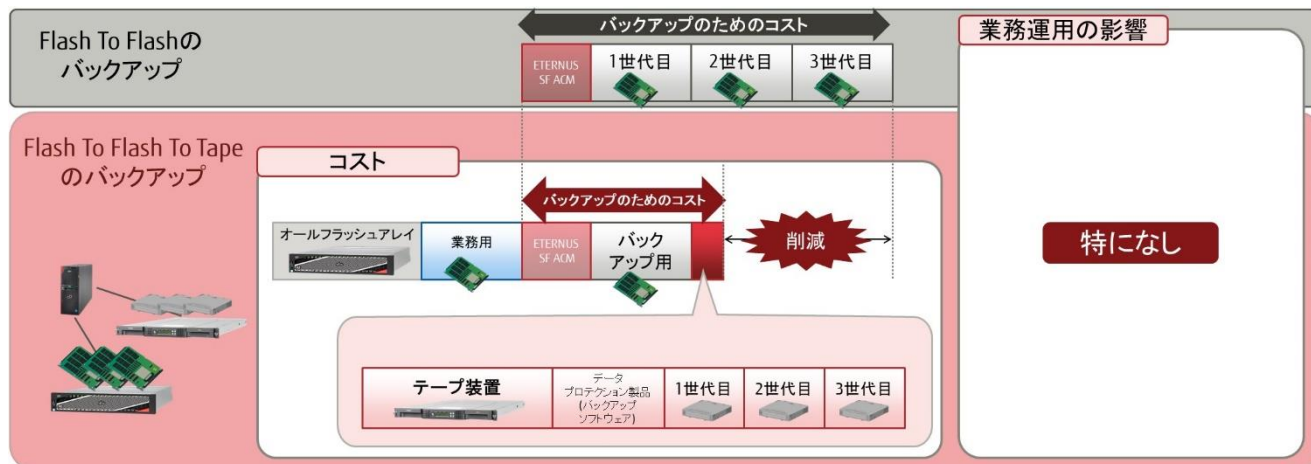 Flash To Flashの
バックアップ
バックアップのためのコスト
ETERNUS
SF ACM
1世代目
2世代目
3世代目
業務運用の影響
特になし
Flash To Flash To Tape
のバックアップ
コスト
バックアップのためのコスト
オールフラッシュアレイ
業務用
ETERNUS
SF ACM
バック
アップ用
削減
テープ装置
データ
プロテクション製品
(バックアップ
ソフトウェア)
1世代目
2世代目
3世代目